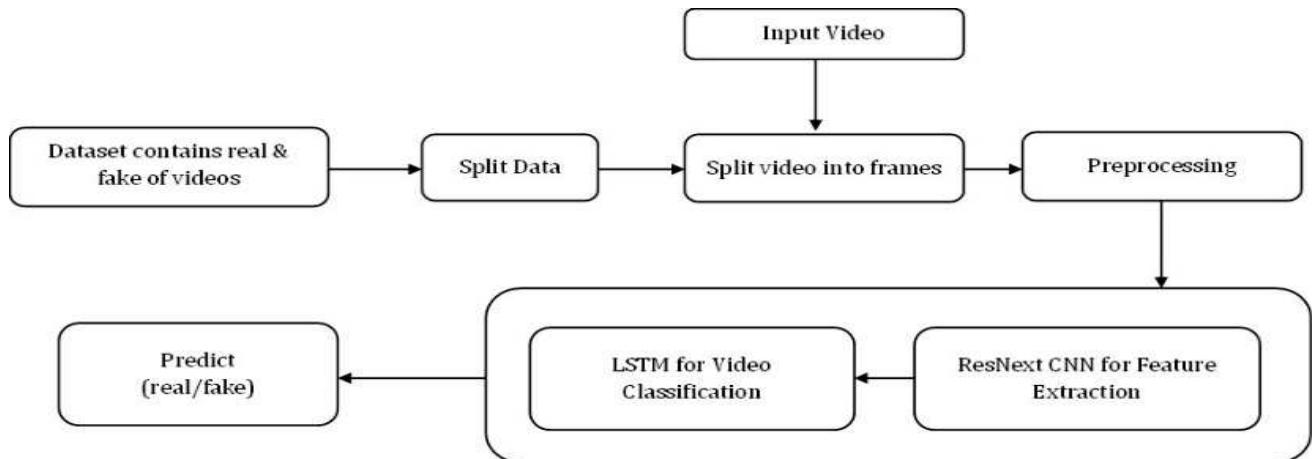 Input Video
Dataset contains real &
fake of videos
Split Data
Split video into frames
Preprocessing
Predict
(real/fake)
LSTM for Video
Classification
ResNext CNN for Feature
Extraction